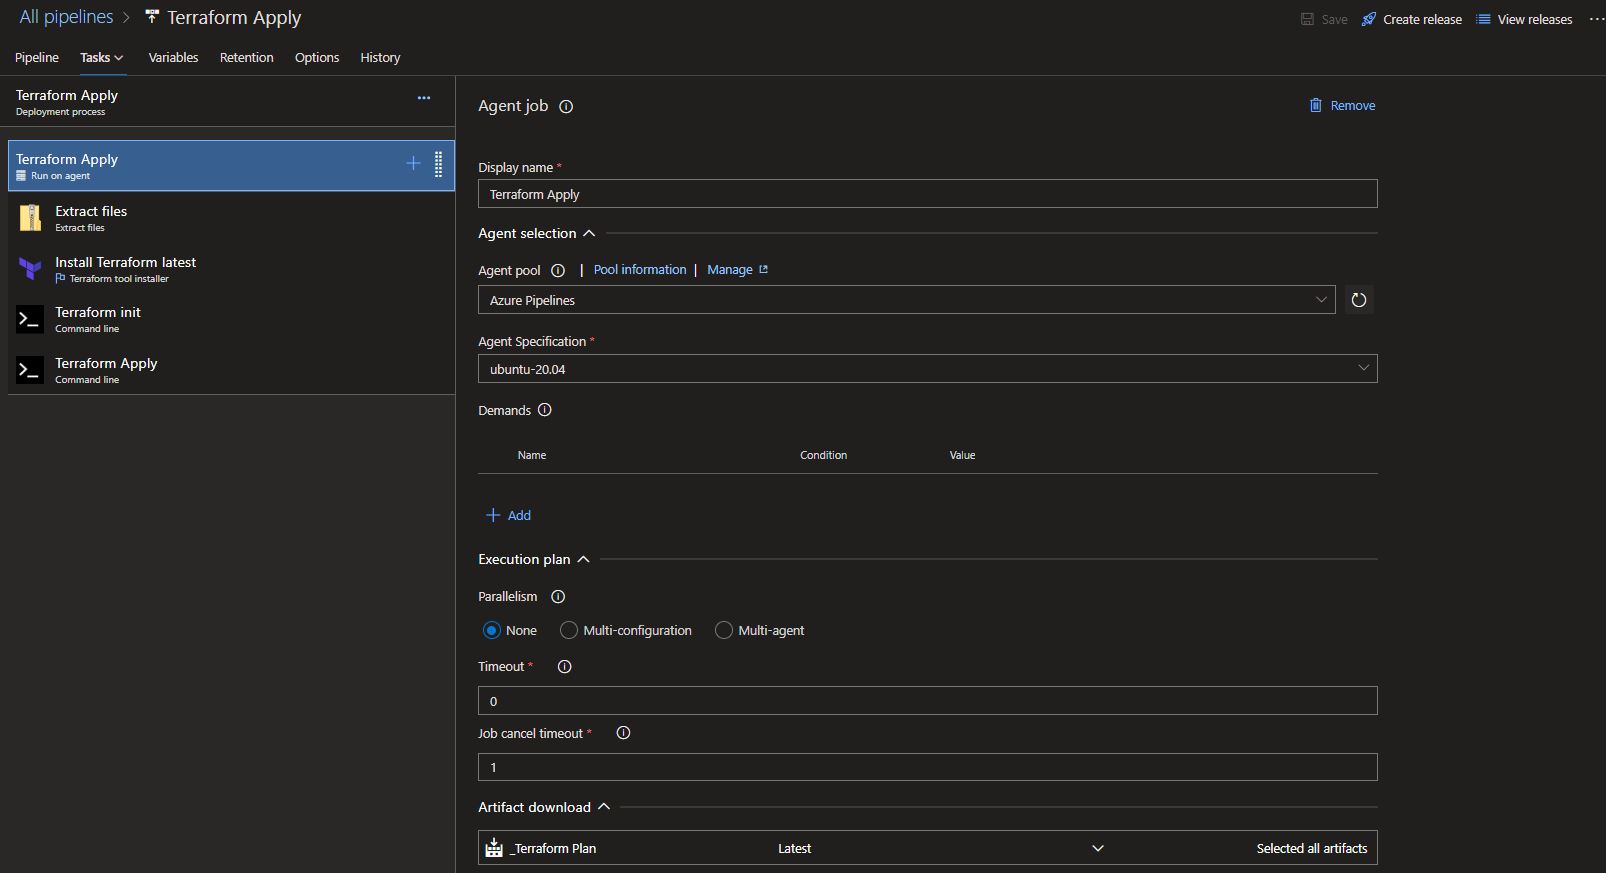 All pipelines > Terraform Apply
Save Create release View releases ...
Pipeline Tasks Variables Retention Options History
Terraform Apply
Deployment process
Terraform Apply
Run on agent
Extract files
Extract files
Install Terraform latest
Terraform tool installer
Terraform init
Command line
Terraform Apply
Command line
Agent job
Remove
Display name *
Terraform Apply
Agent selection
Agent pool | Pool information | Manage
Azure Pipelines
Agent Specification *
ubuntu-20.04
Demands
Name Condition Value
+ Add
Execution plan
Parallelism
None Multi-configuration Multi-agent
Timeout *
0
Job cancel timeout *
1
Artifact download
_Terraform Plan Latest Selected all artifacts